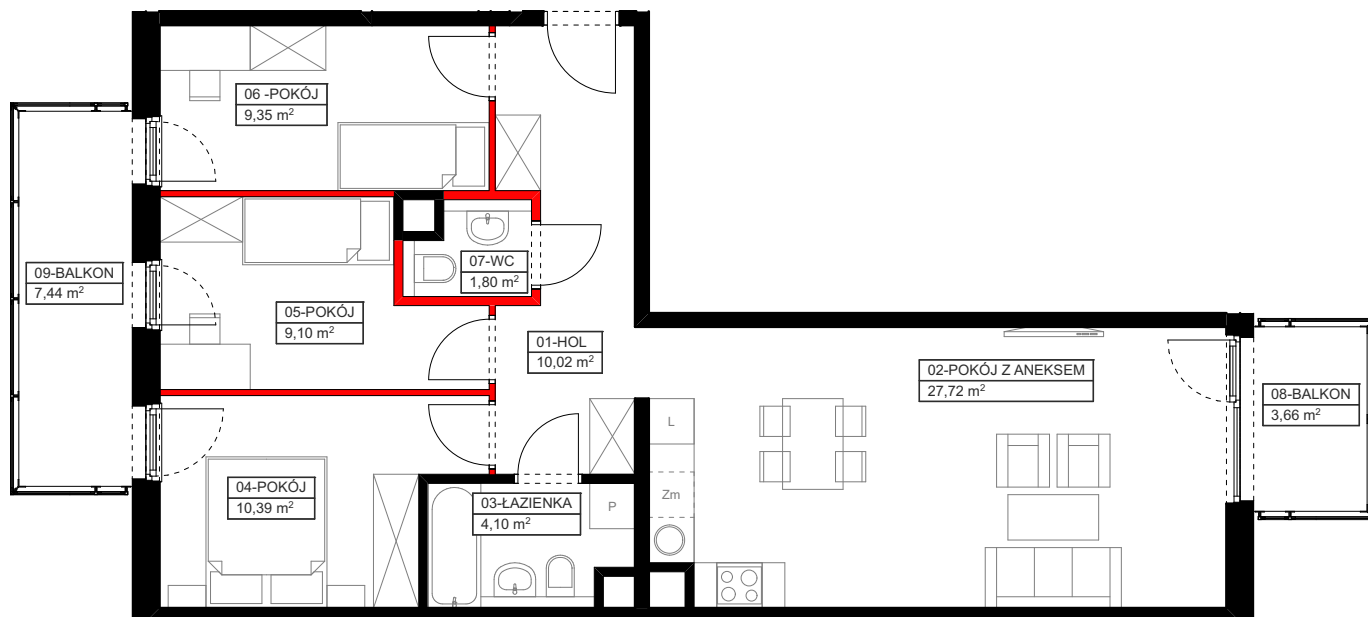 06 -POKÓJ
9,35 m²
09-BALKON
7,44 m²
07-WC
1,80 m²
05-POKÓJ
9,10 m²
01-HOL
10,02 m²
02-POKÓJ Z ANEKSEM
27,72 m²
08-BALKON
3,66 m²
L
Zm
04-POKÓJ
10,39 m²
03-ŁAZIENKA
4,10 m²
P